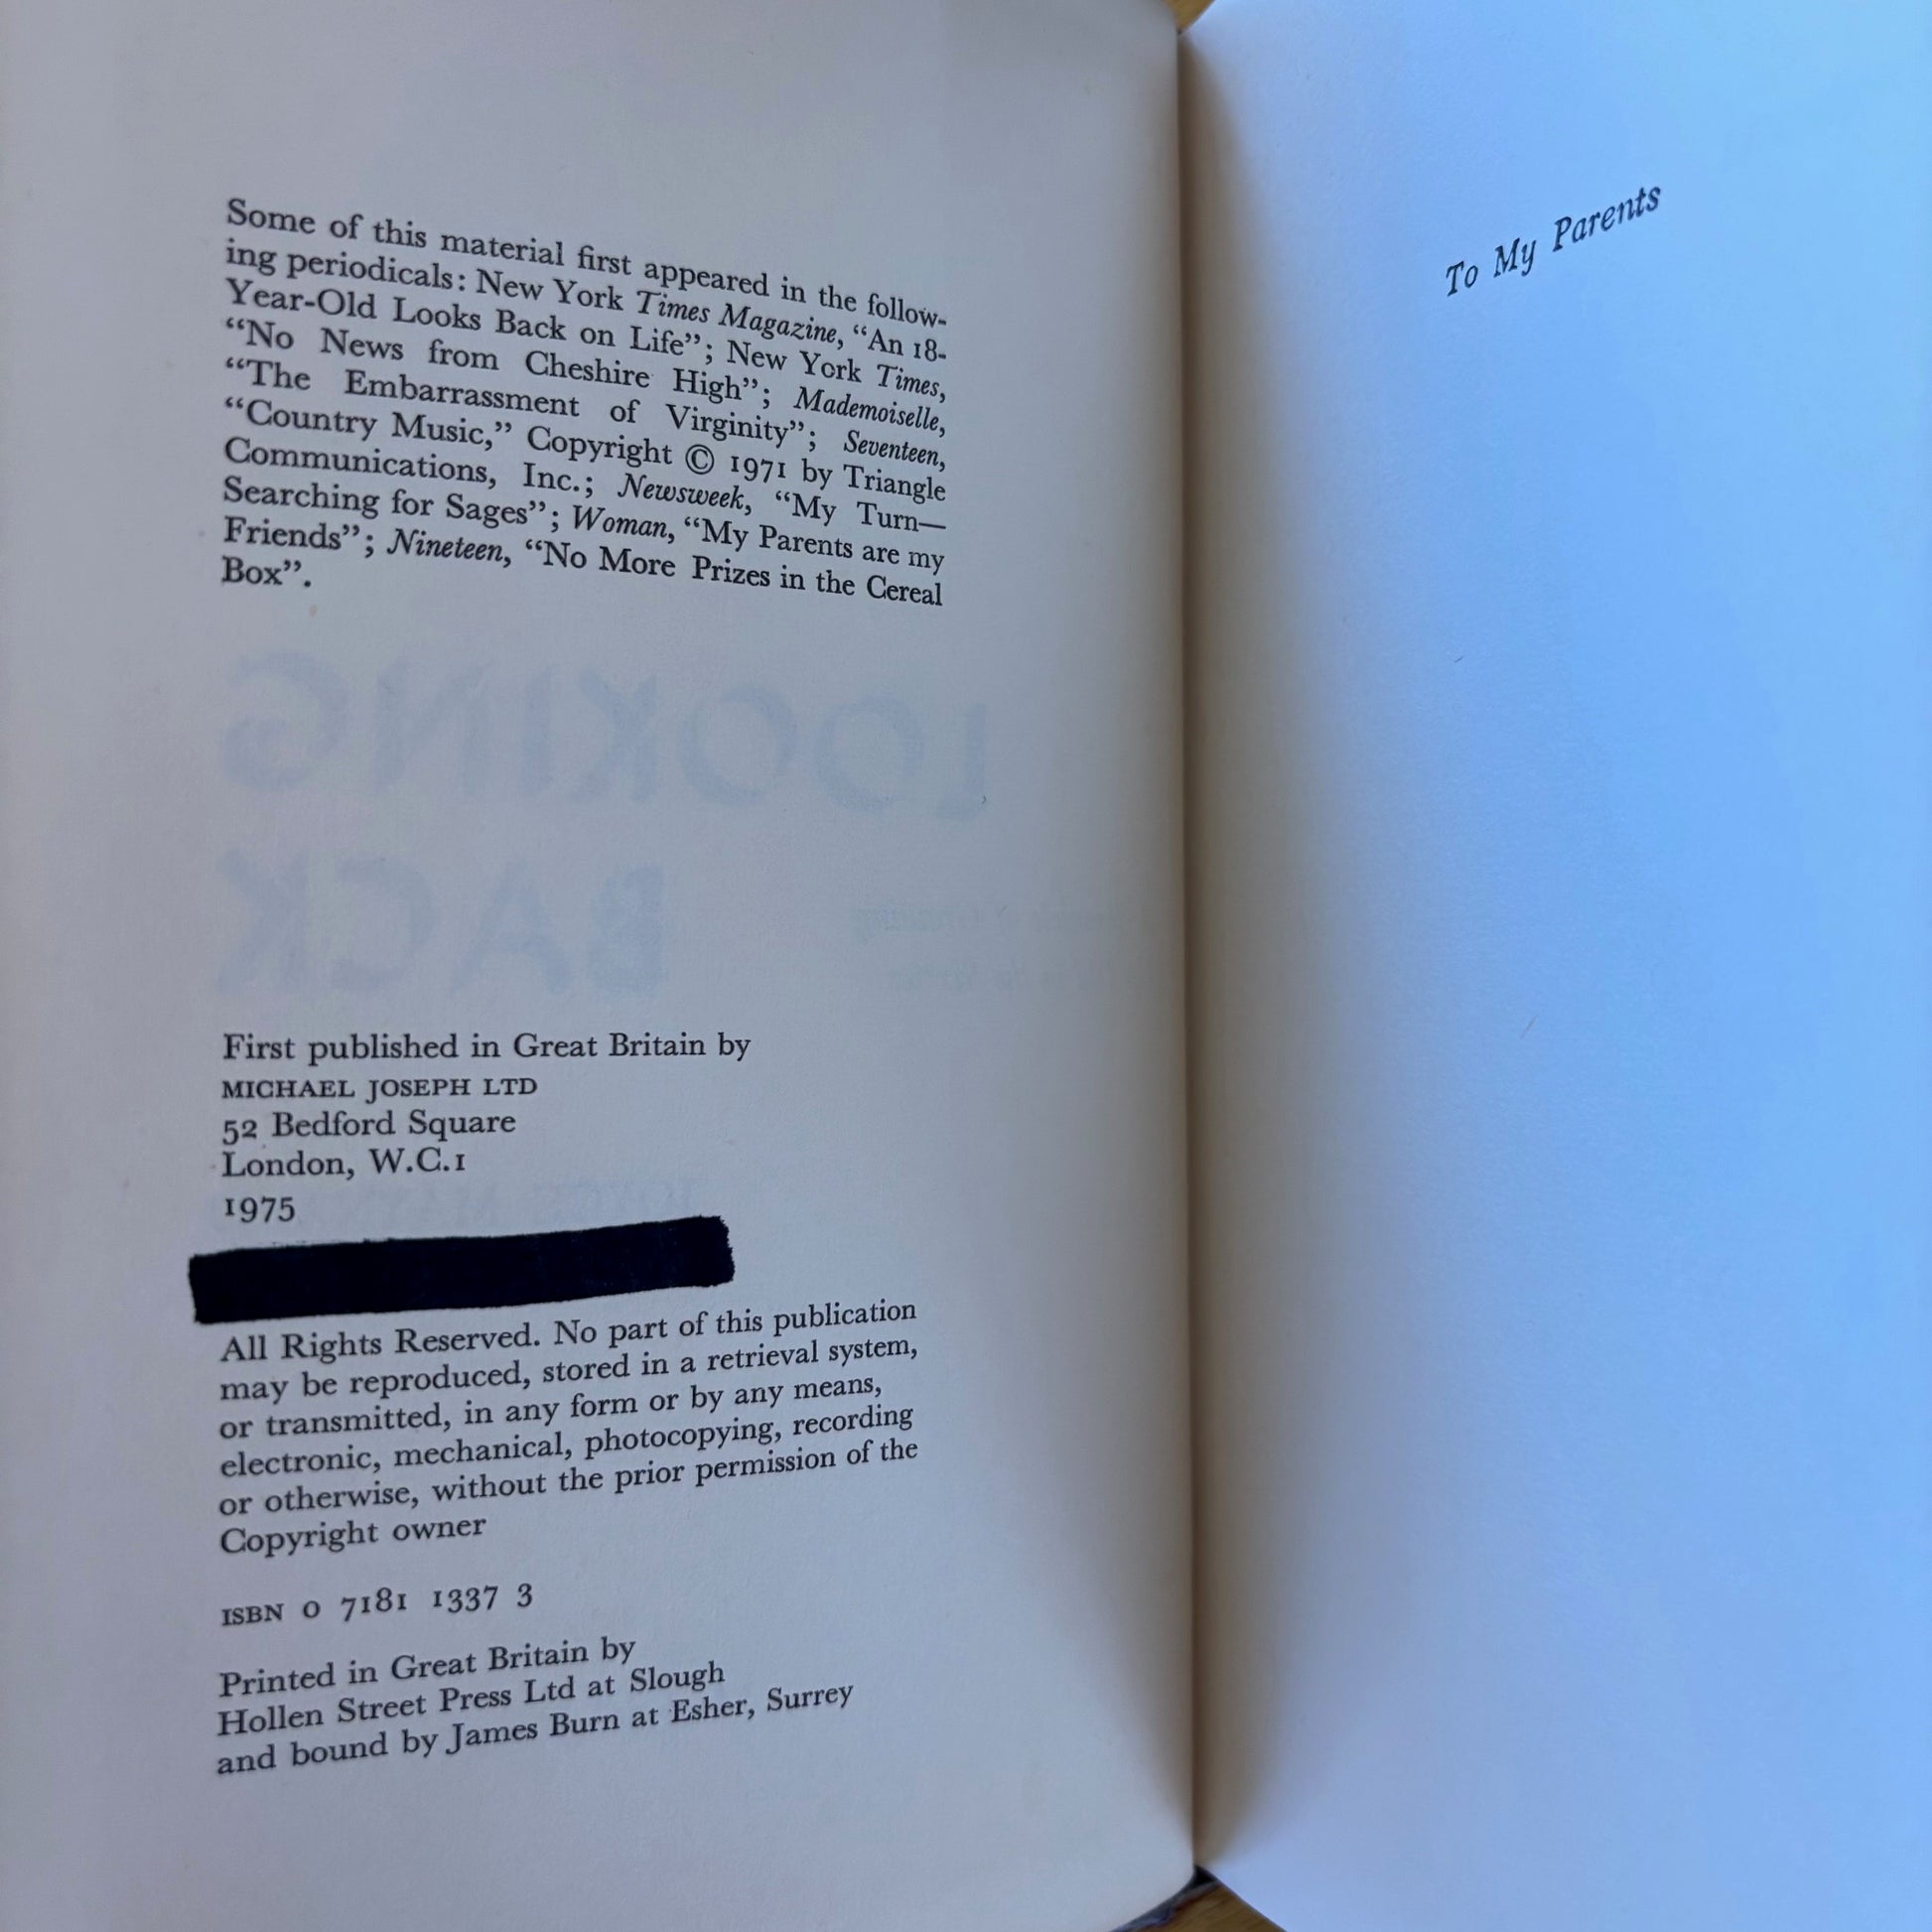 Some of this material first appeared in the follow-
ing periodicals: New York Times Magazine, “An 18-
Year-Old Looks Back on Life”; New York Times,
“No News from Cheshire High”; Mademoiselle,
“The Embarrassment of Virginity”; Seventeen,
“Country Music,” Copyright © 1971 by Triangle
Communications, Inc.; Newsweek, “My Turn—
Searching for Sages”; Woman, “My Parents are my
Friends”; Nineteen, “No More Prizes in the Cereal
Box”.
LOOKING
BACK
First published in Great Britain by
MICHAEL JOSEPH LTD
52 Bedford Square
London, W.C.1
1975
All Rights Reserved. No part of this publication
may be reproduced, stored in a retrieval system,
or transmitted, in any form or by any means,
electronic, mechanical, photocopying, recording
or otherwise, without the prior permission of the
Copyright owner
ISBN 0 7181 1337 3
Printed in Great Britain by
Hollen Street Press Ltd at Slough
and bound by James Burn at Esher, Surrey
To My Parents